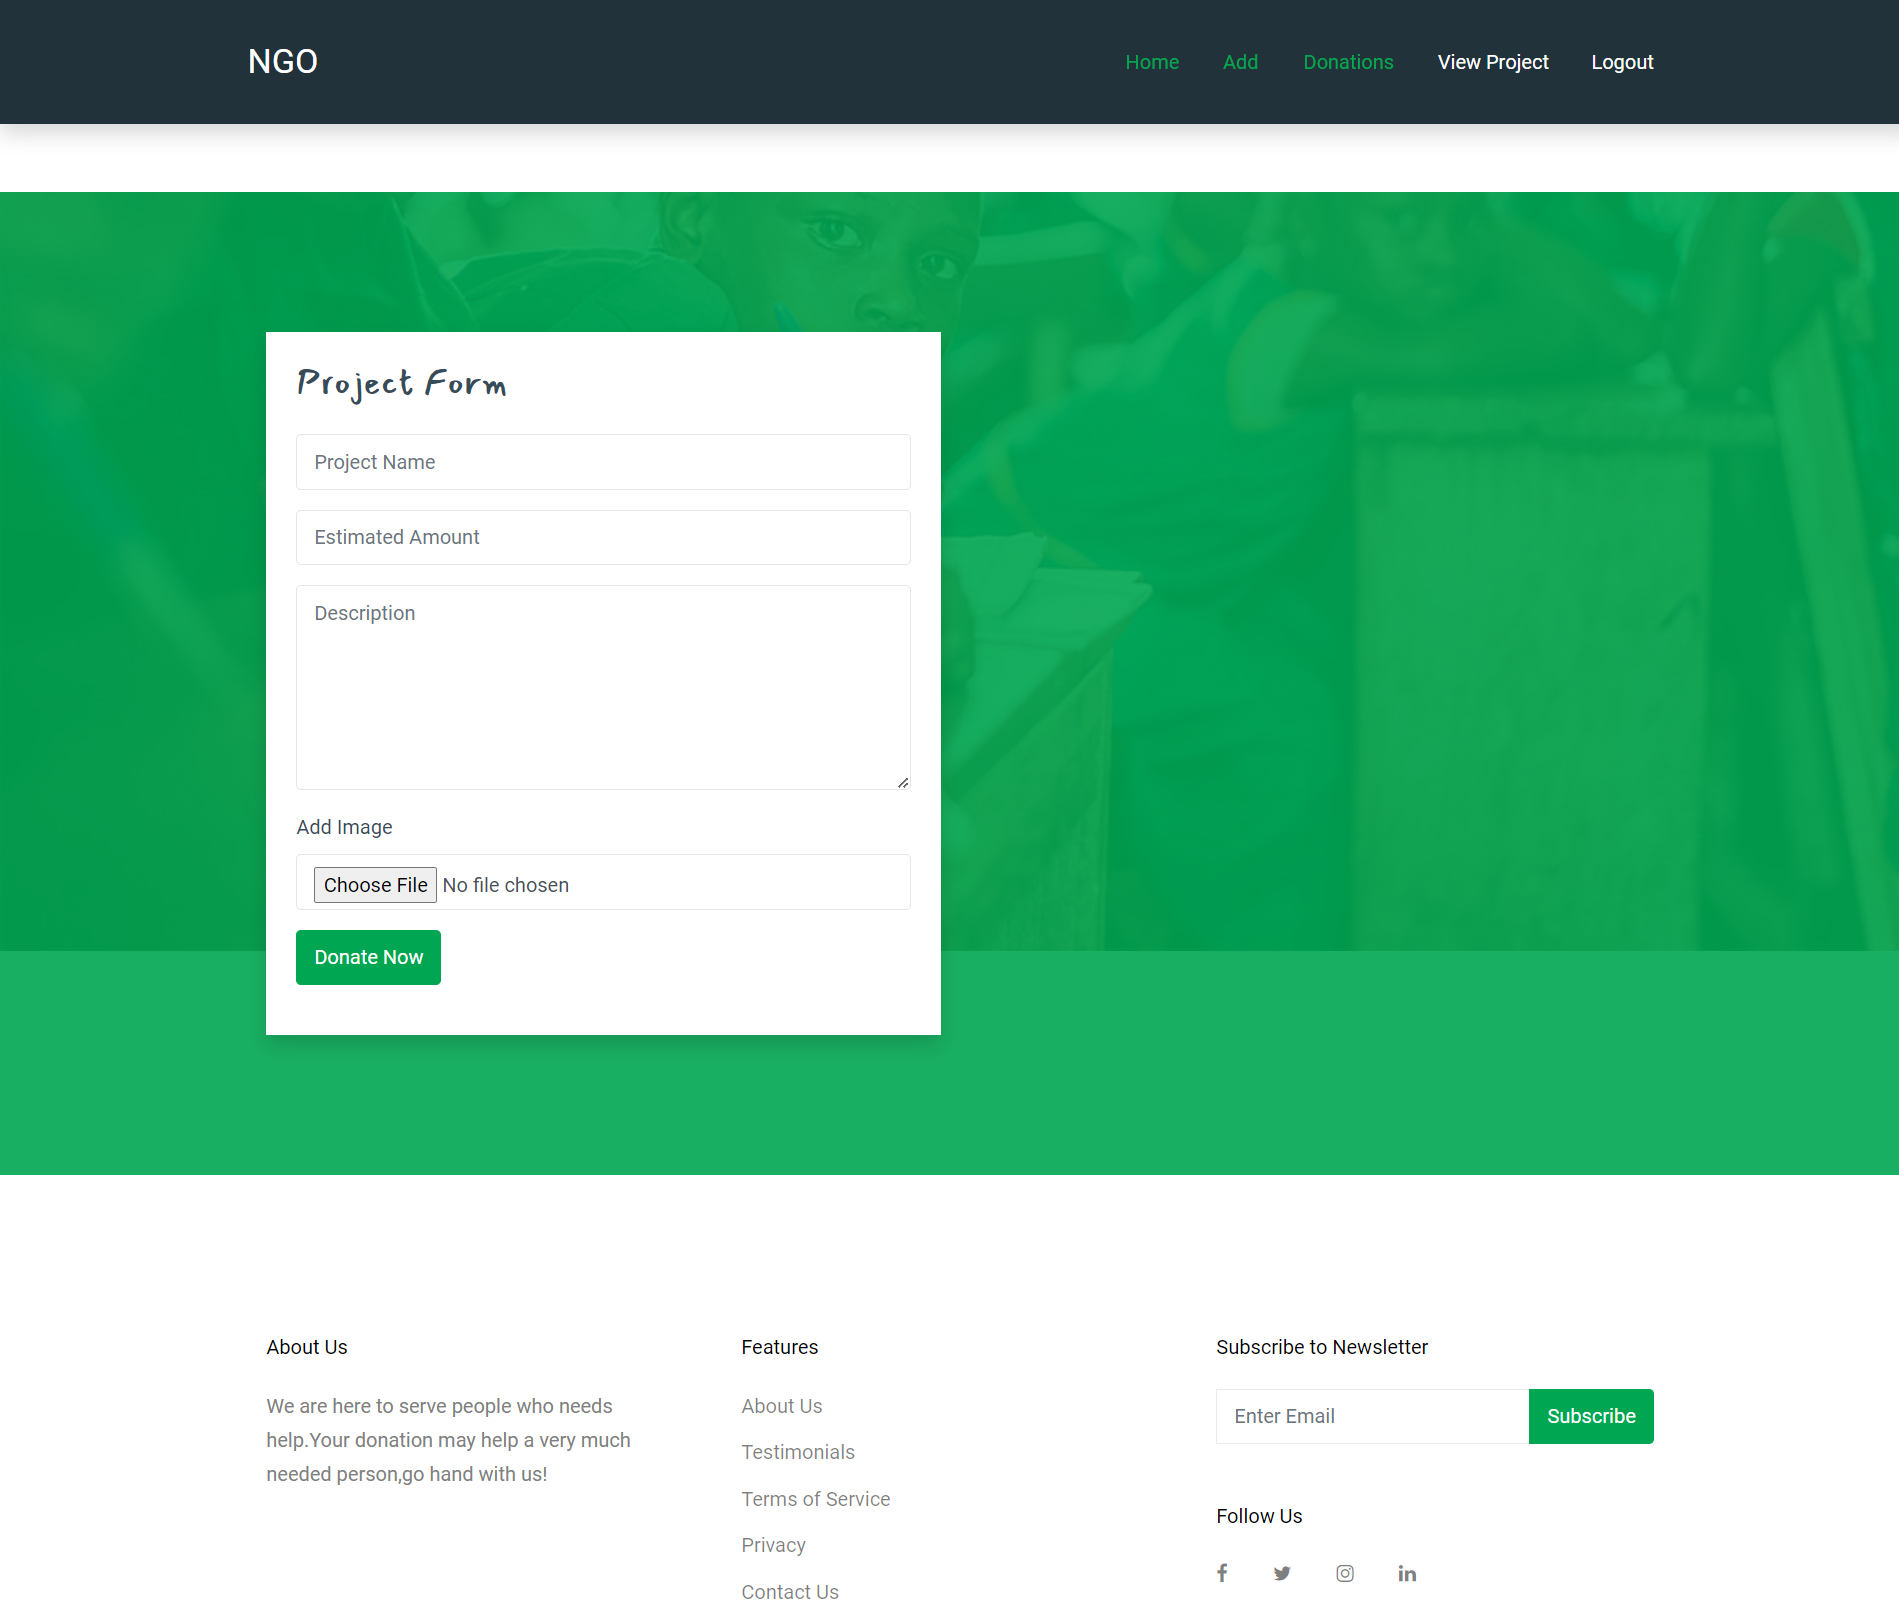 NGO
Home Add Donations View Project Logout
Project Form
Project Name
Estimated Amount
Description
Add Image
Choose File No file chosen
Donate Now
About Us
We are here to serve people who needs
help.Your donation may help a very much
needed person,go hand with us!
Features
About Us
Testimonials
Terms of Service
Privacy
Contact Us
Subscribe to Newsletter
Enter Email Subscribe
Follow Us